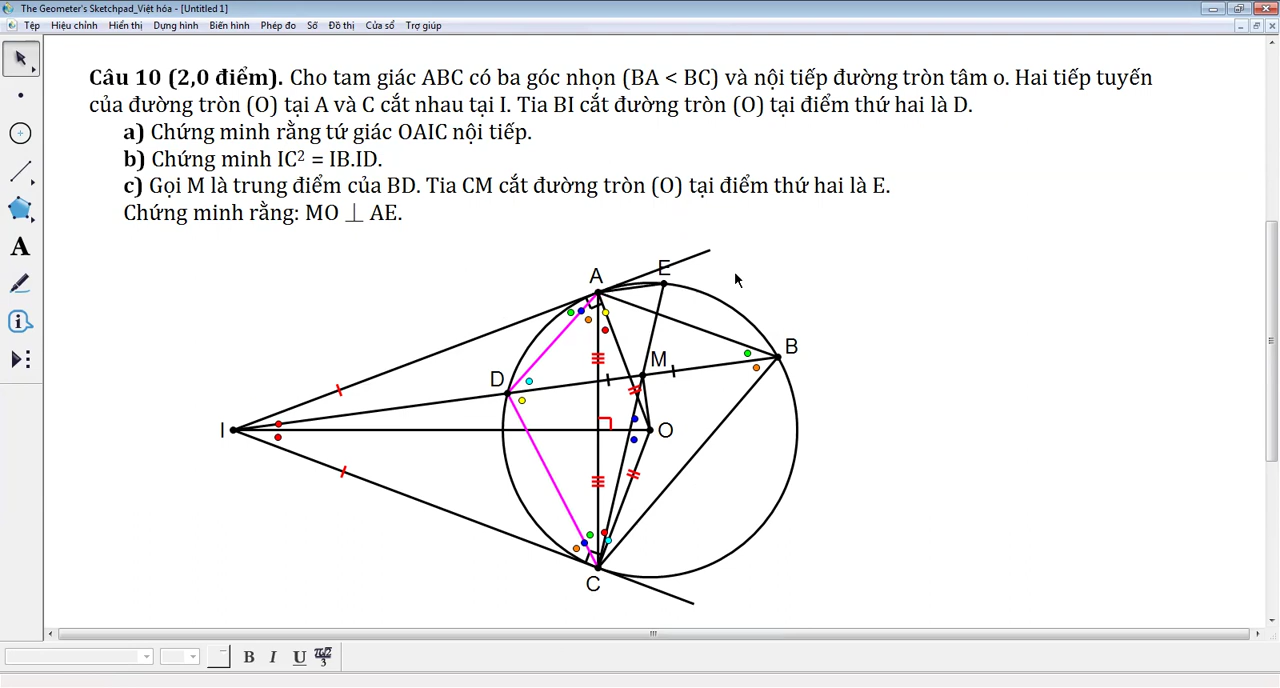 The Geometer's Sketchpad_Việt hóa - [Untitled 1]
Tệp Hiệu chỉnh Hiển thị Dựng hình Biến hình Phép đo Số Đồ thị Cửa sổ Trợ giúp
Câu 10 (2,0 điểm). Cho tam giác ABC có ba góc nhọn (BA < BC) và nội tiếp đường tròn tâm o. Hai tiếp tuyến
của đường tròn (O) tại A và C cắt nhau tại I. Tia BI cắt đường tròn (O) tại điểm thứ hai là D.
a) Chứng minh rằng tứ giác OAIC nội tiếp.
b) Chứng minh IC² = IB.ID.
c) Gọi M là trung điểm của BD. Tia CM cắt đường tròn (O) tại điểm thứ hai là E.
Chứng minh rằng: MO ⊥ AE.
A
E
B
M
D
I
O
C
A
B I U